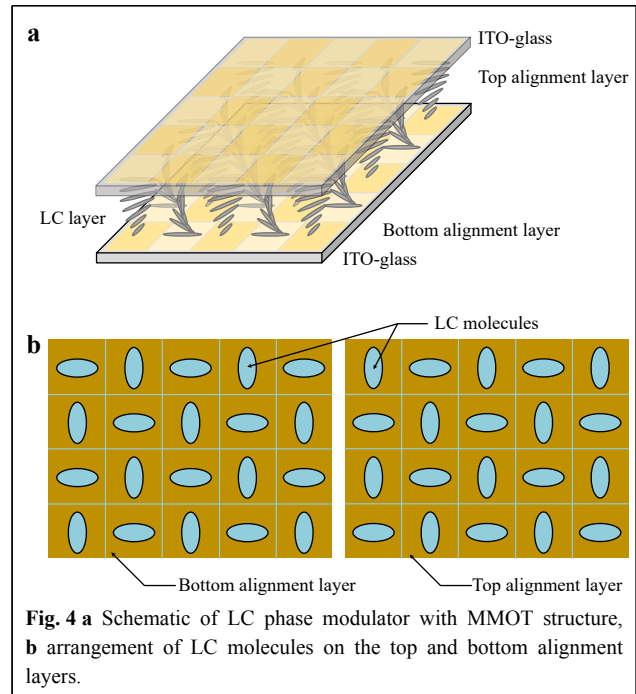 a
ITO-glass
Top alignment layer
LC layer
Bottom alignment layer
ITO-glass
b
LC molecules
Bottom alignment layer
Top alignment layer
Fig. 4 a Schematic of LC phase modulator with MMOT structure,
b arrangement of LC molecules on the top and bottom alignment
layers.